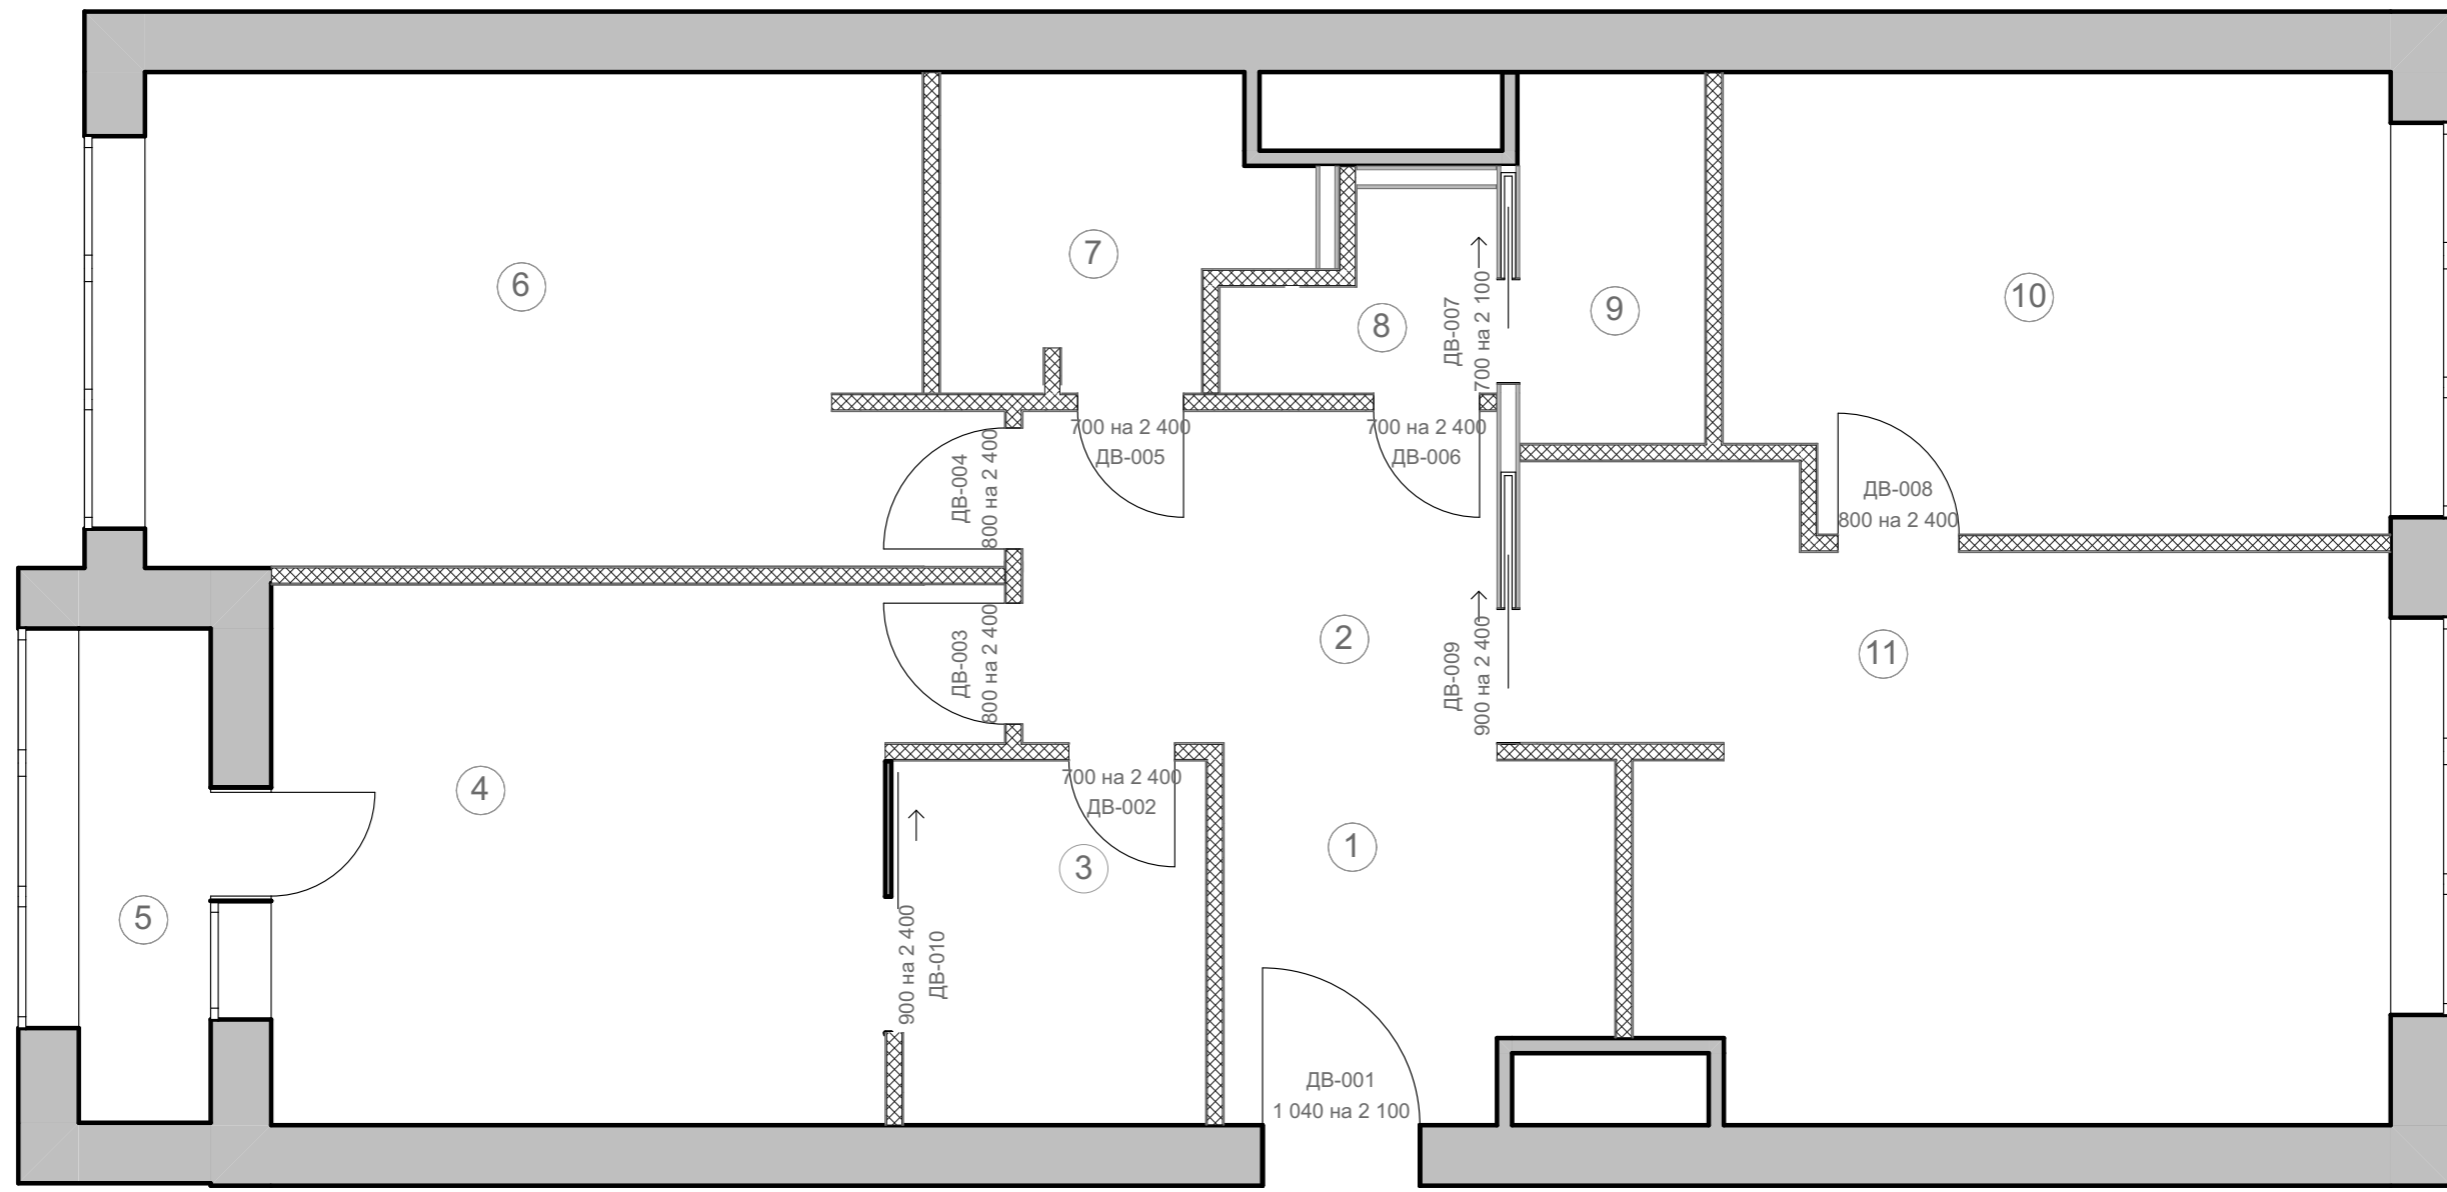 6
7
8
9
10
ДВ-007
700 на 2 100
ДВ-004
800 на 2 400
700 на 2 400
ДВ-005
700 на 2 400
ДВ-006
ДВ-008
800 на 2 400
ДВ-003
800 на 2 400
2
ДВ-009
900 на 2 400
11
4
700 на 2 400
ДВ-002
3
1
5
900 на 2 400
ДВ-010
ДВ-001
1 040 на 2 100